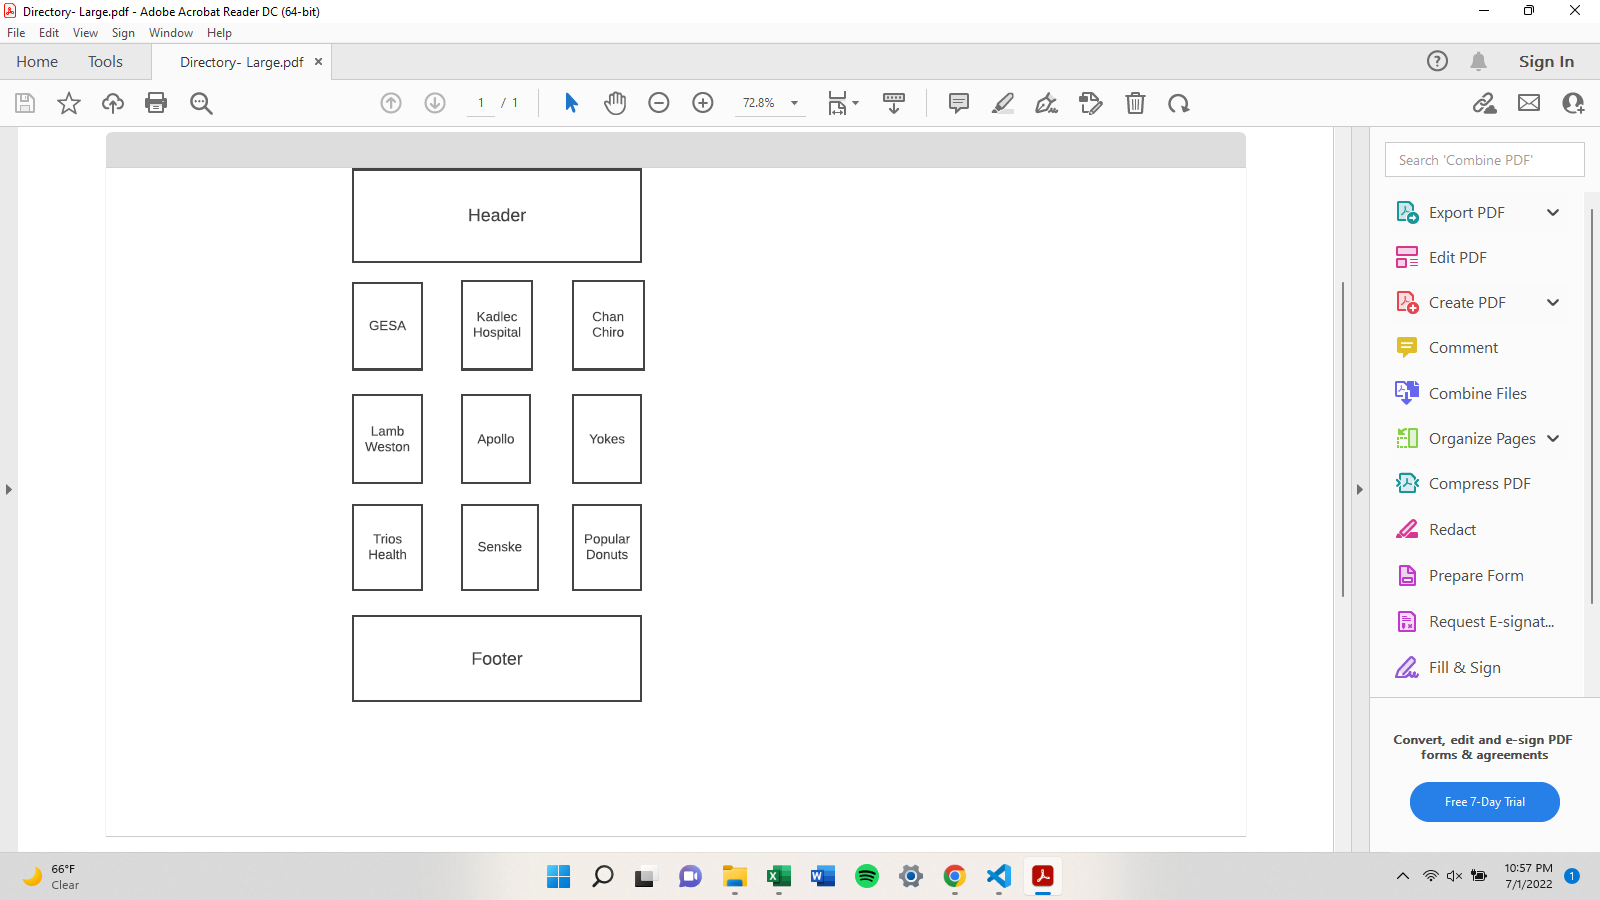 Directory- Large.pdf - Adobe Acrobat Reader DC (64-bit)
File Edit View Sign Window Help
Home Tools Directory- Large.pdf × Sign In
1 / 1 72.8%
Header
GESA
Kadlec
Hospital
Chan
Chiro
Lamb
Weston
Apollo
Yokes
Trios
Health
Senske
Popular
Donuts
Footer
Search 'Combine PDF'
Export PDF
Edit PDF
Create PDF
Comment
Combine Files
Organize Pages
Compress PDF
Redact
Prepare Form
Request E-signat...
Fill & Sign
Convert, edit and e-sign PDF
forms & agreements
Free 7-Day Trial
66°F
Clear
10:57 PM
7/1/2022
1